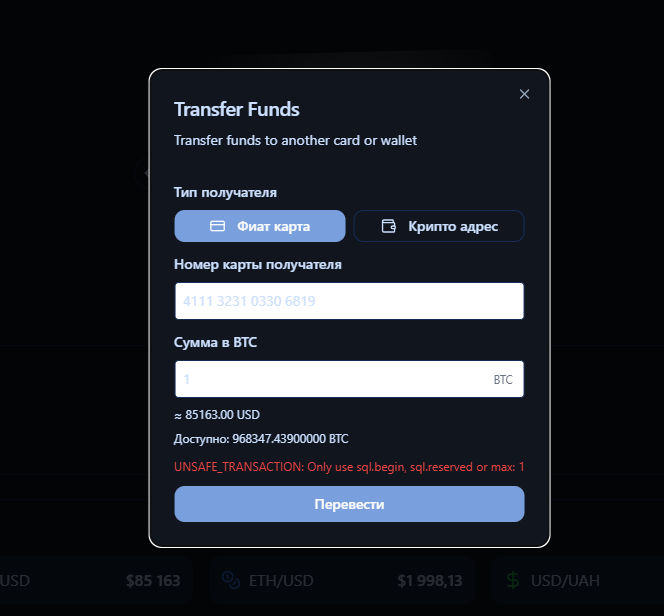 Transfer Funds
Transfer funds to another card or wallet
Тип получателя
Фиат карта
Крипто адрес
Номер карты получателя
4111 3231 0330 6819
Сумма в BTC
1
BTC
≈ 85163.00 USD
Доступно: 968347.43900000 BTC
UNSAFE_TRANSACTION: Only use sql.begin, sql.reserved or max: 1
Перевести
USD
$85 163
ETH/USD
$1 998,13
USD/UAH